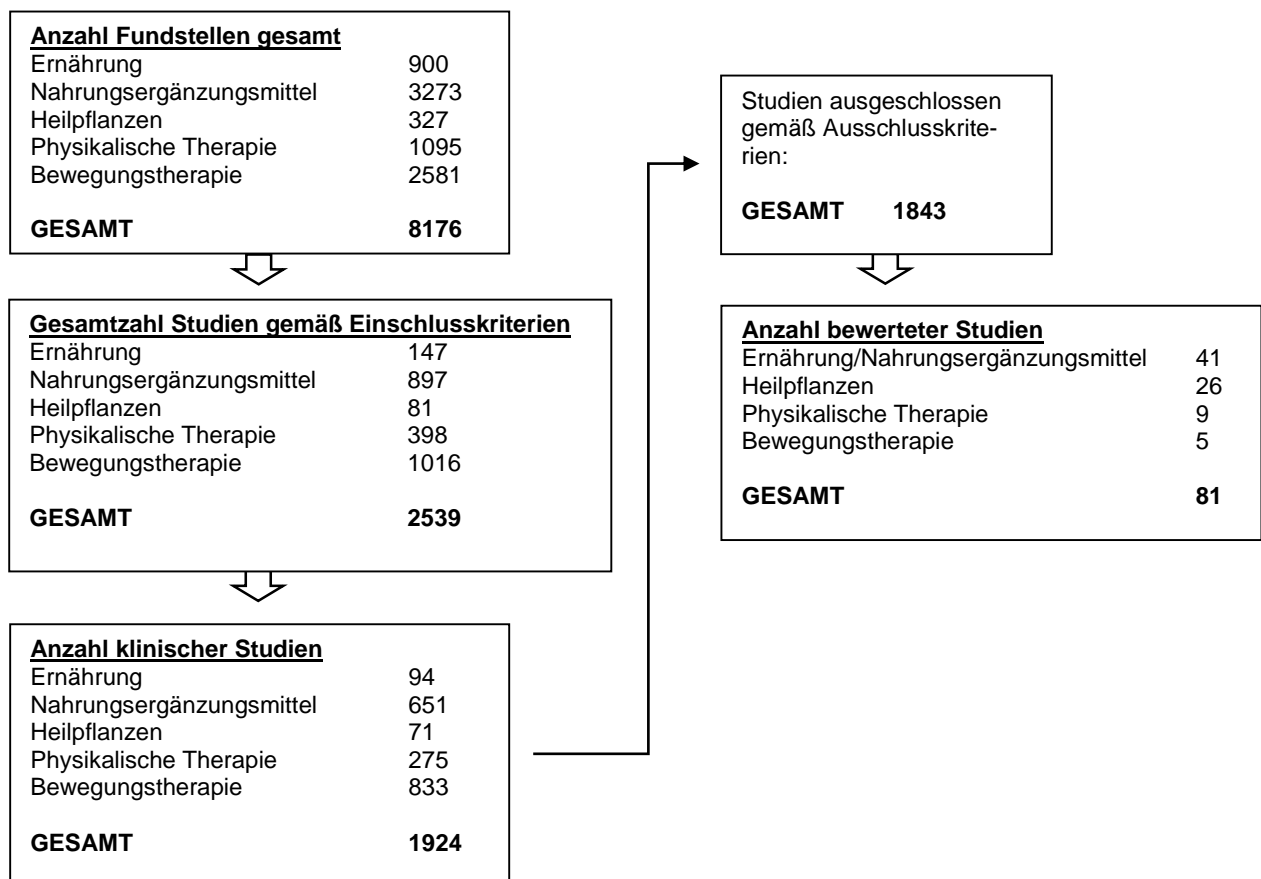 Anzahl Fundstellen gesamt
Ernährung 900
Nahrungsergänzungsmittel 3273
Heilpflanzen 327
Physikalische Therapie 1095
Bewegungstherapie 2581
GESAMT 8176
Gesamtzahl Studien gemäß Einschlusskriterien
Ernährung 147
Nahrungsergänzungsmittel 897
Heilpflanzen 81
Physikalische Therapie 398
Bewegungstherapie 1016
GESAMT 2539
Anzahl klinischer Studien
Ernährung 94
Nahrungsergänzungsmittel 651
Heilpflanzen 71
Physikalische Therapie 275
Bewegungstherapie 833
GESAMT 1924
Studien ausgeschlossen
gemäß Ausschlusskrite-
rien:
GESAMT 1843
Anzahl bewerteter Studien
Ernährung/Nahrungsergänzungsmittel 41
Heilpflanzen 26
Physikalische Therapie 9
Bewegungstherapie 5
GESAMT 81